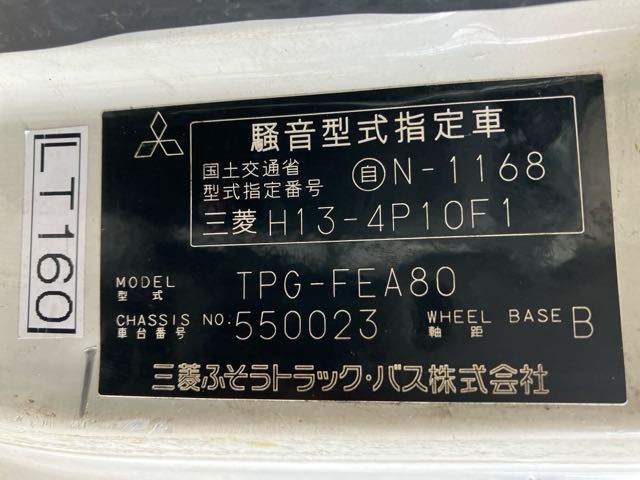 LT160
騒音型式指定車
国土交通省
型式指定番号 自N-1168
三菱 H13-4P10F1
MODEL
型式 TPG-FEA80
CHASSIS NO.
車台番号 550023
WHEEL BASE
軸距 B
三菱ふそうトラック・バス株式会社